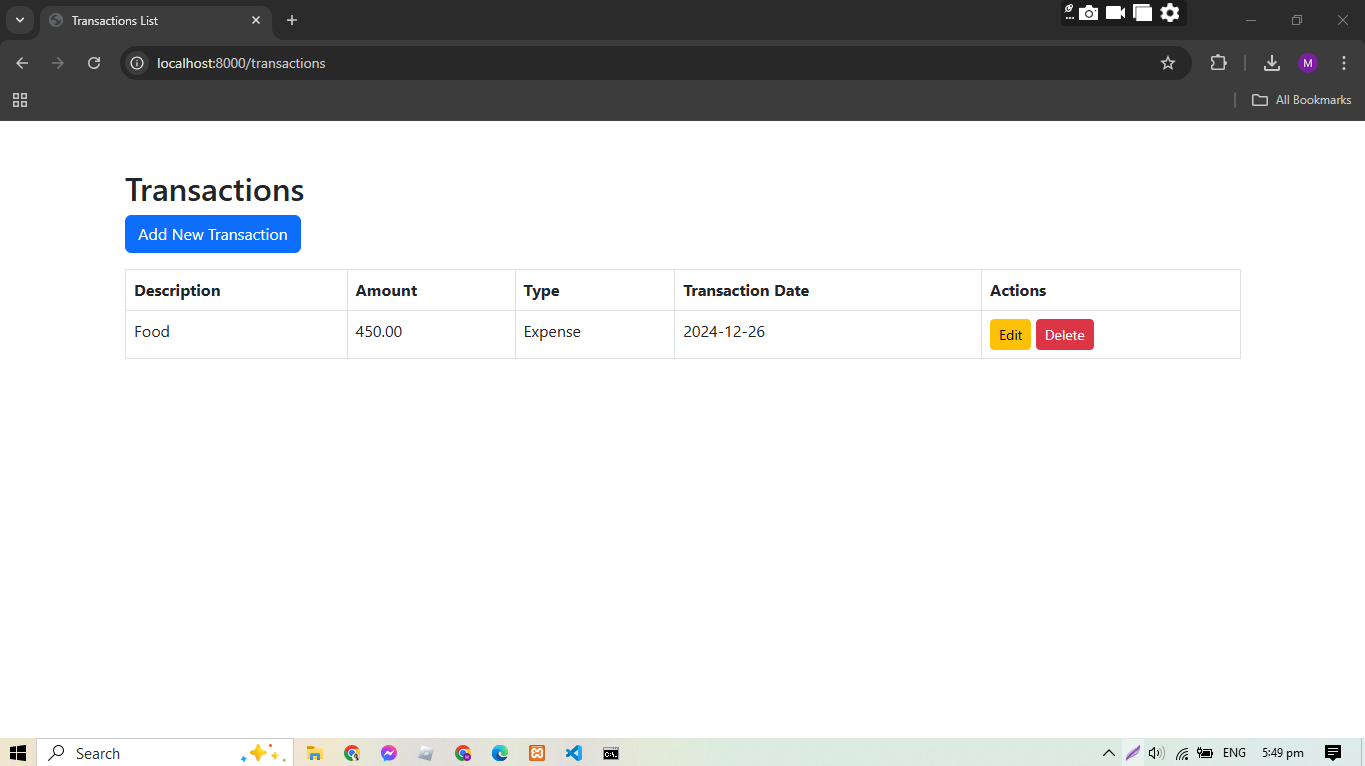 Transactions List
localhost:8000/transactions
M
All Bookmarks
Transactions
Add New Transaction
Description Amount Type Transaction Date Actions
Food 450.00 Expense 2024-12-26 Edit Delete
Search
ENG 5:49 pm